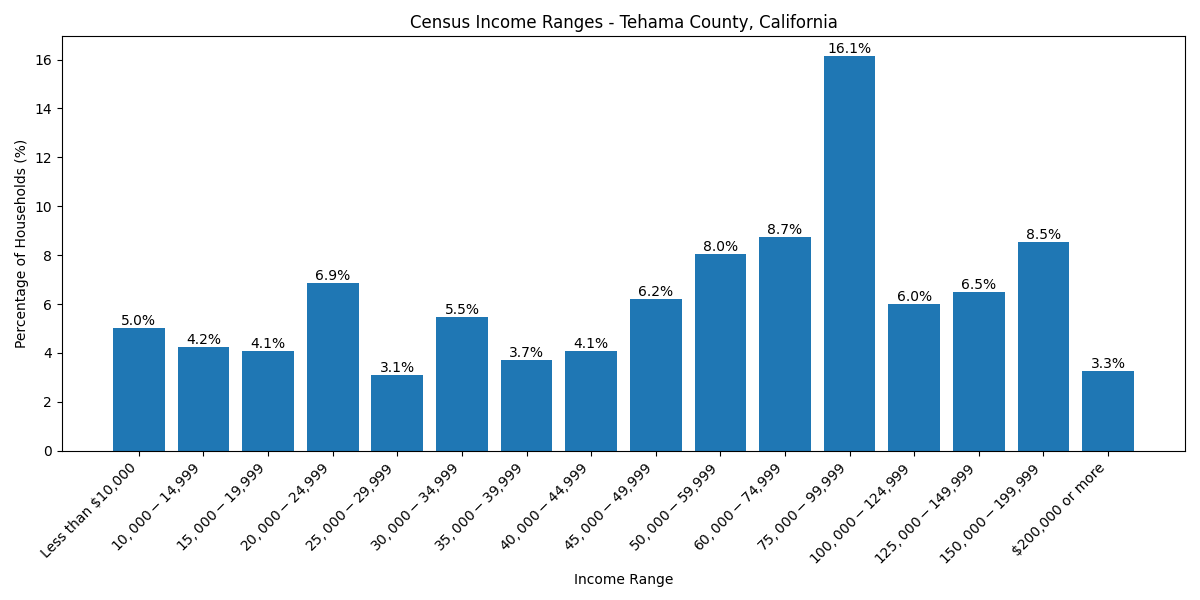 Census Income Ranges - Tehama County, California
Percentage of Households (%)
16
14
12
10
8
6
4
2
0
5.0%
4.2%
4.1%
6.9%
3.1%
5.5%
3.7%
4.1%
6.2%
8.0%
8.7%
16.1%
6.0%
6.5%
8.5%
3.3%
Less than $10,000
10,000 − 14,999
15,000 − 19,999
20,000 − 24,999
25,000 − 29,999
30,000 − 34,999
35,000 − 39,999
40,000 − 44,999
45,000 − 49,999
50,000 − 59,999
60,000 − 74,999
75,000 − 99,999
100,000 − 124,999
125,000 − 149,999
150,000 − 199,999
$200,000 or more
Income Range